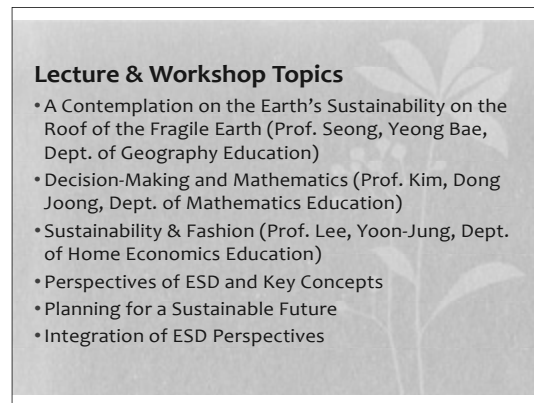 Lecture & Workshop Topics
• A Contemplation on the Earth's Sustainability on the
Roof of the Fragile Earth (Prof. Seong, Yeong Bae,
Dept. of Geography Education)
• Decision-Making and Mathematics (Prof. Kim, Dong
Joong, Dept. of Mathematics Education)
• Sustainability & Fashion (Prof. Lee, Yoon-Jung, Dept.
of Home Economics Education)
• Perspectives of ESD and Key Concepts
• Planning for a Sustainable Future
• Integration of ESD Perspectives